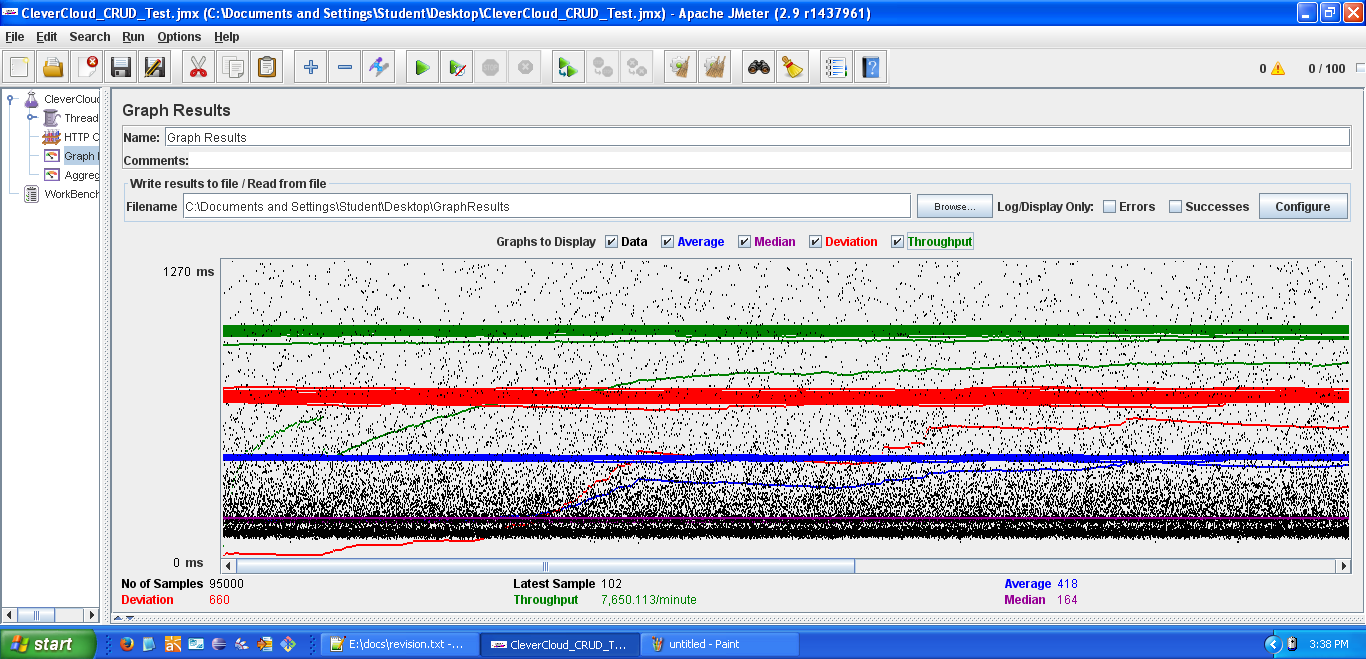 CleverCloud_CRUD_Test.jmx (C:\Documents and Settings\Student\Desktop\CleverCloud_CRUD_Test.jmx) - Apache JMeter (2.9 r1437961)
File Edit Search Run Options Help
0 0 / 100
CleverCloud
Thread
HTTP C
Graph
Aggreg
WorkBench
Graph Results
Name: Graph Results
Comments:
Write results to file / Read from file
Filename C:\Documents and Settings\Student\Desktop\GraphResults Browse... Log/Display Only: Errors Successes Configure
Graphs to Display Data Average Median Deviation Throughput
1270 ms
0 ms
No of Samples 95000 Latest Sample 102 Average 418
Deviation 660 Throughput 7,650.113/minute Median 164
start E:\docs\revision.txt -... CleverCloud_CRUD_T... untitled - Paint 3:38 PM